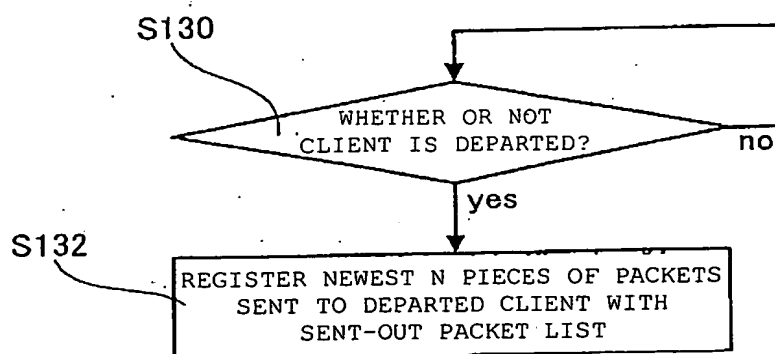 S130
WHETHER OR NOT
CLIENT IS DEPARTED?
no
yes
S132
REGISTER NEWEST N PIECES OF PACKETS
SENT TO DEPARTED CLIENT WITH
SENT-OUT PACKET LIST